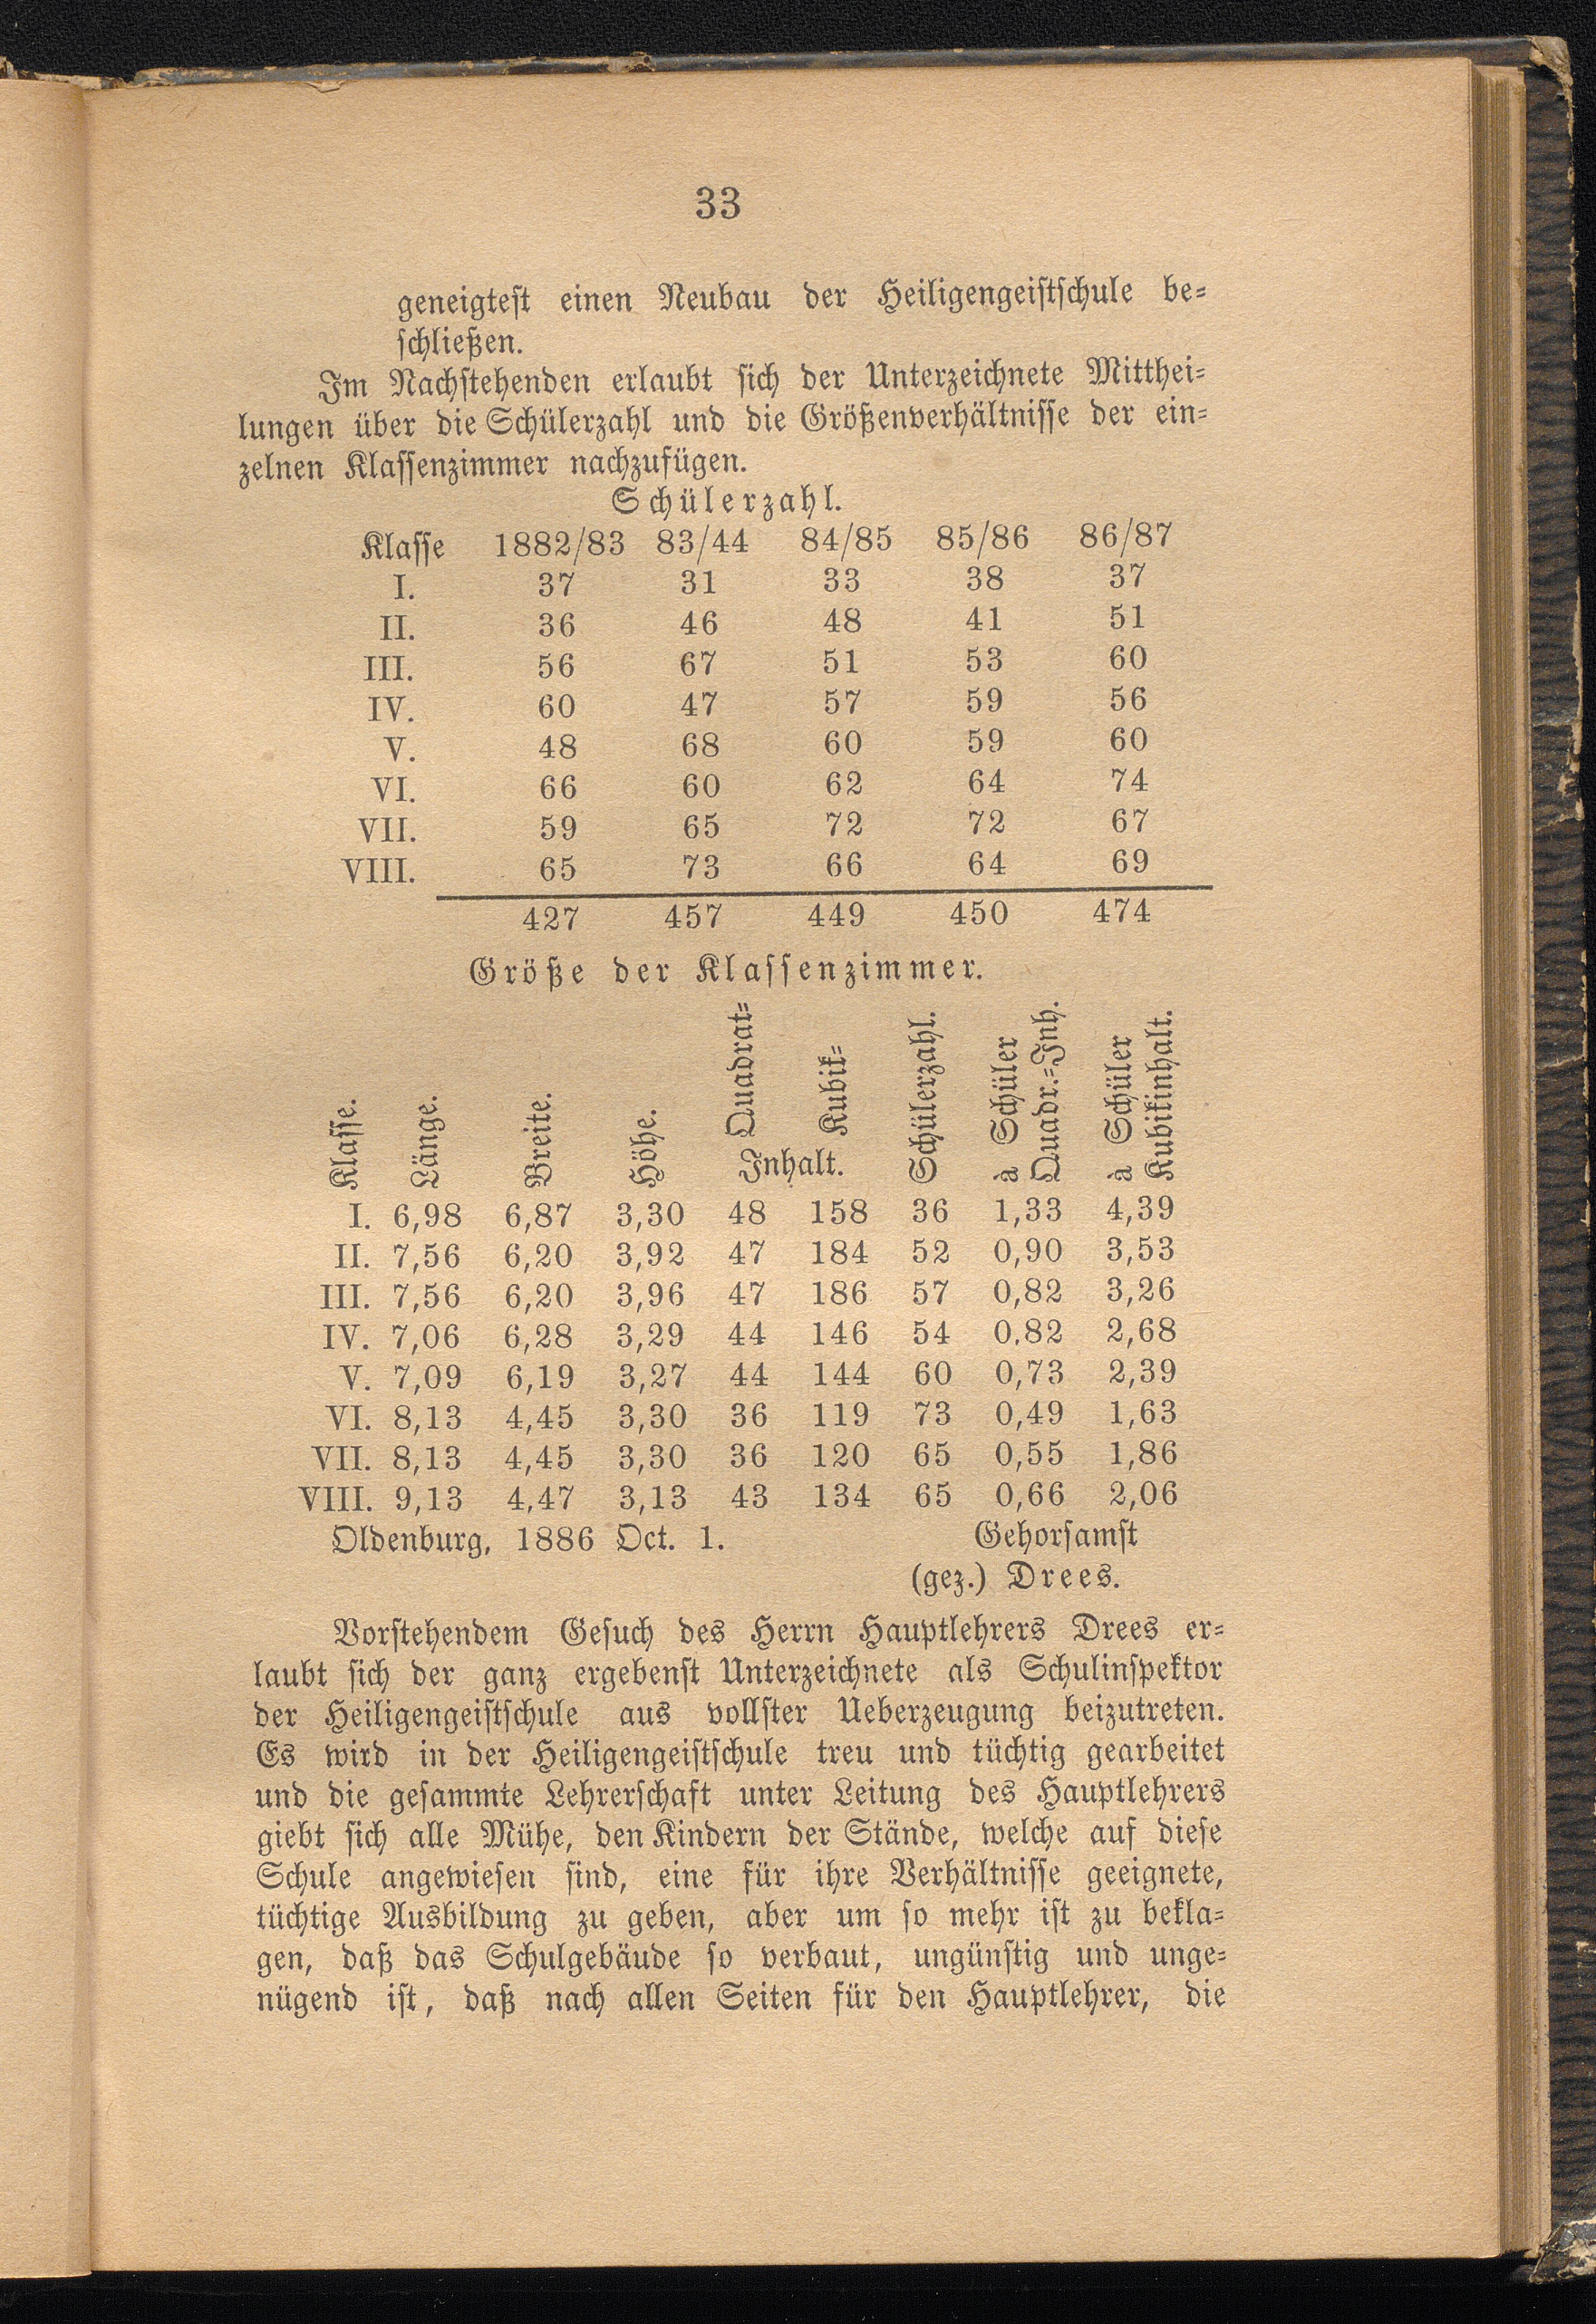 33
geneigtest einen Neubau der Heiligengeistschule be-
schließen.
Im Nachstehenden erlaubt sich der Unterzeichnete Mitthei-
lungen über die Schülerzahl und die Größenverhältnisse der ein-
zelnen Klassenzimmer nachzufügen.
Schülerzahl.
Klasse 1882/83 83/44 84/85 85/86 86/87
I. 37 31 33 38 37
II. 36 46 48 41 51
III. 56 67 51 53 60
IV. 60 47 57 59 56
V. 48 68 60 59 60
VI. 66 60 62 64 74
VII. 59 65 72 72 67
VIII. 65 73 66 64 69
427 457 449 450 474
Größe der Klassenzimmer.
Klasse. Länge. Breite. Höhe. Quadrat- Kubik- Inhalt. Schülerzahl. à Schüler Quadr.-Inh. à Schüler Kubikinhalt.
I. 6,98 6,87 3,30 48 158 36 1,33 4,39
II. 7,56 6,20 3,92 47 184 52 0,90 3,53
III. 7,56 6,20 3,96 47 186 57 0,82 3,26
IV. 7,06 6,28 3,29 44 146 54 0.82 2,68
V. 7,09 6,19 3,27 44 144 60 0,73 2,39
VI. 8,13 4,45 3,30 36 119 73 0,49 1,63
VII. 8,13 4,45 3,30 36 120 65 0,55 1,86
VIII. 9,13 4,47 3,13 43 134 65 0,66 2,06
Oldenburg, 1886 Oct. 1. Gehorsamst
(gez.) Drees.
Vorstehendem Gesuch des Herrn Hauptlehrers Drees er-
laubt sich der ganz ergebenst Unterzeichnete als Schulinspektor
der Heiligengeistschule aus vollster Ueberzeugung beizutreten.
Es wird in der Heiligengeistschule treu und tüchtig gearbeitet
und die gesammte Lehrerschaft unter Leitung des Hauptlehrers
giebt sich alle Mühe, den Kindern der Stände, welche auf diese
Schule angewiesen sind, eine für ihre Verhältnisse geeignete,
tüchtige Ausbildung zu geben, aber um so mehr ist zu bekla-
gen, daß das Schulgebäude so verbaut, ungünstig und unge-
nügend ist, daß nach allen Seiten für den Hauptlehrer, die